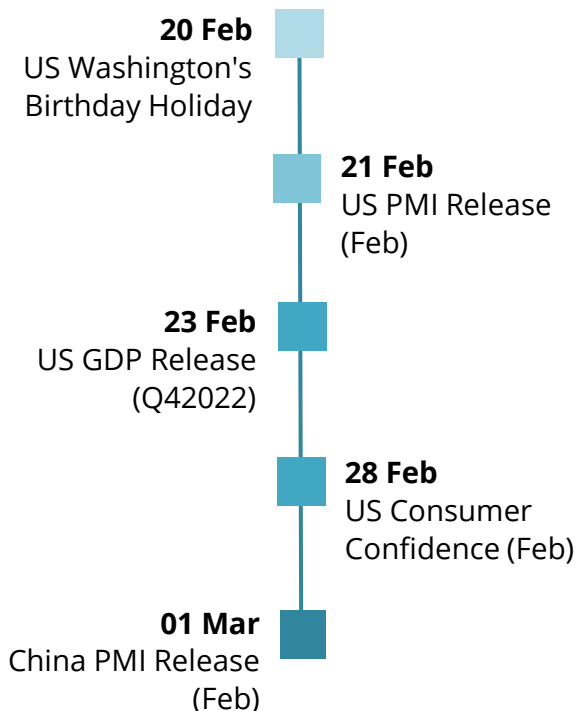 20 Feb
US Washington's
Birthday Holiday
21 Feb
US PMI Release
(Feb)
23 Feb
US GDP Release
(Q42022)
28 Feb
US Consumer
Confidence (Feb)
01 Mar
China PMI Release
(Feb)